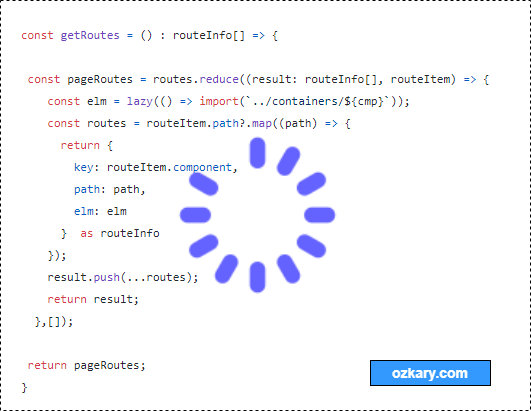 const getRoutes = () : routeInfo[] => {
const pageRoutes = routes.reduce((result: routeInfo[], routeItem) => {
const elm = lazy(() => import(`../containers/${cmp}`));
const routes = routeItem.path?.map((path) => {
return {
key: routeItem.component,
path: path,
elm: elm
}  as routeInfo
});
result.push(...routes);
return result;
},[]);
return pageRoutes;
}
ozkary.com